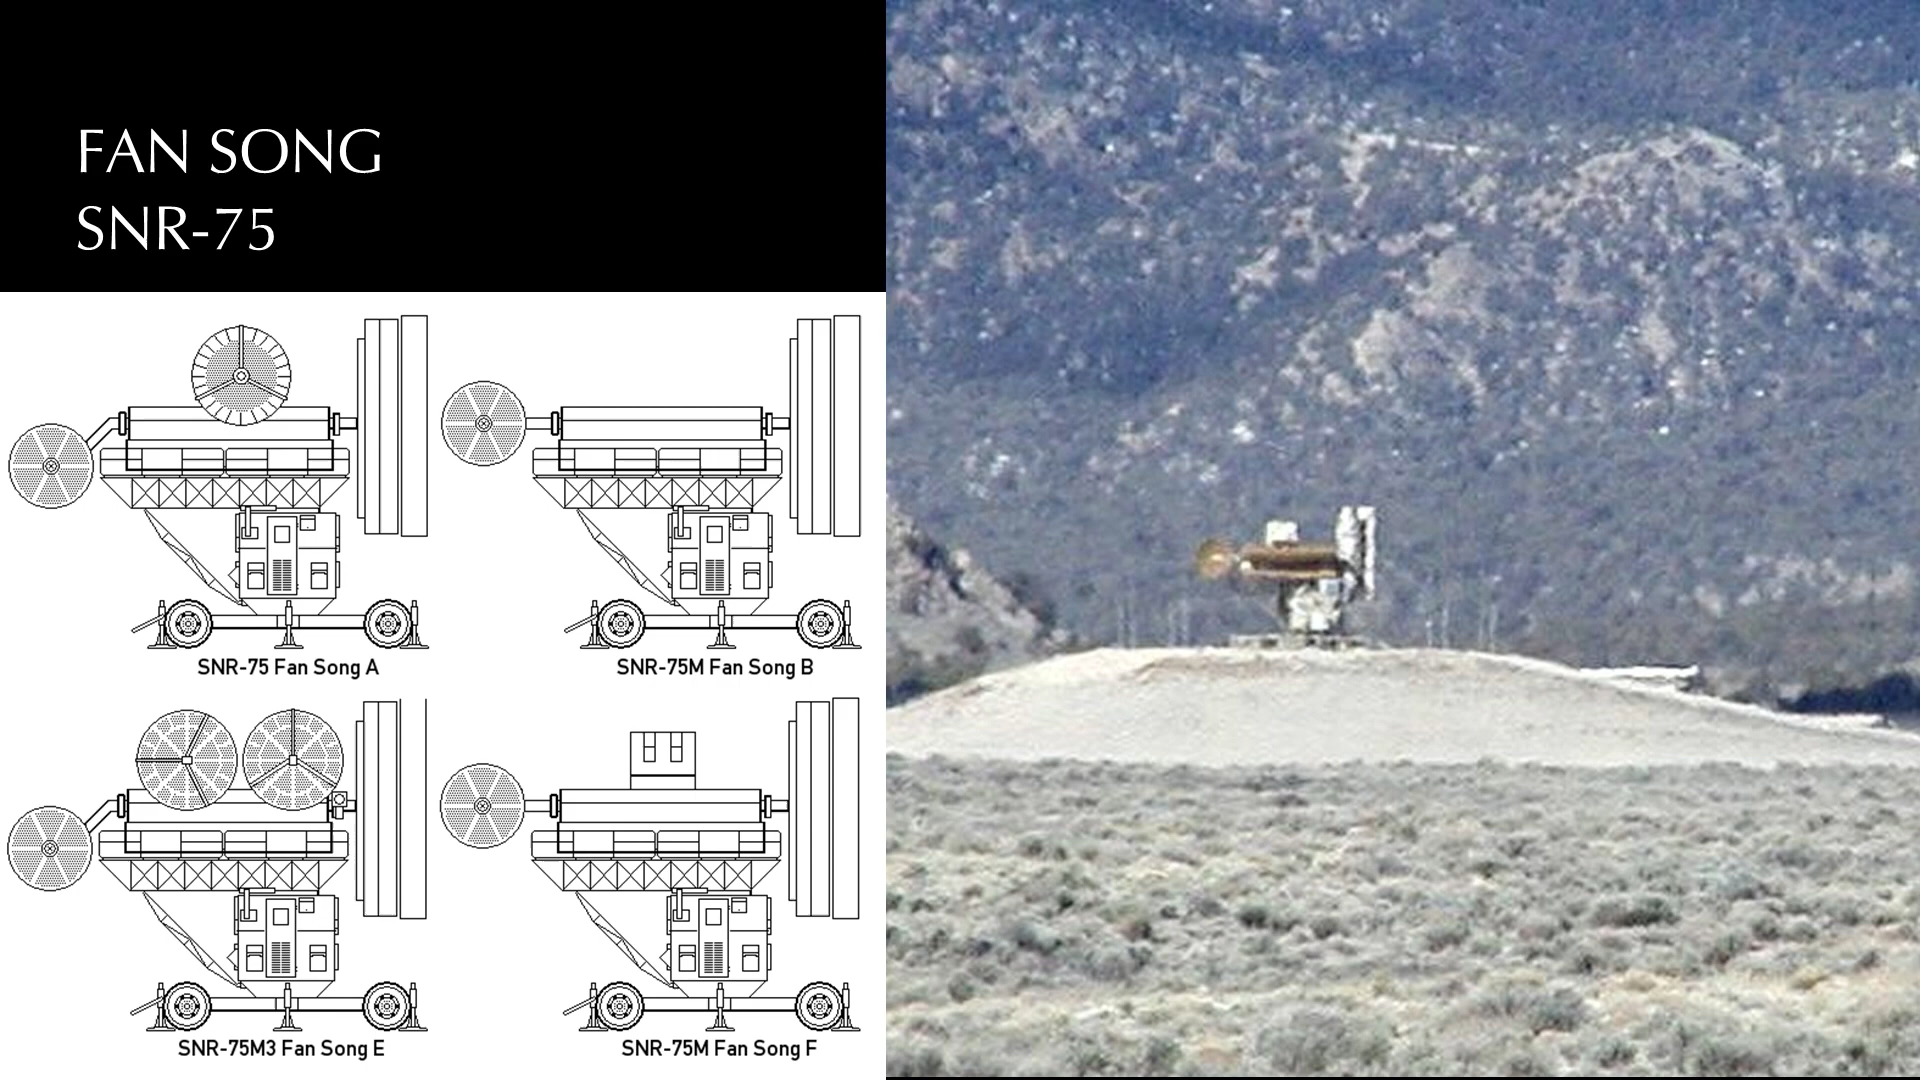 FAN SONG
SNR-75
SNR-75 Fan Song A
SNR-75M Fan Song B
SNR-75M3 Fan Song E
SNR-75M Fan Song F